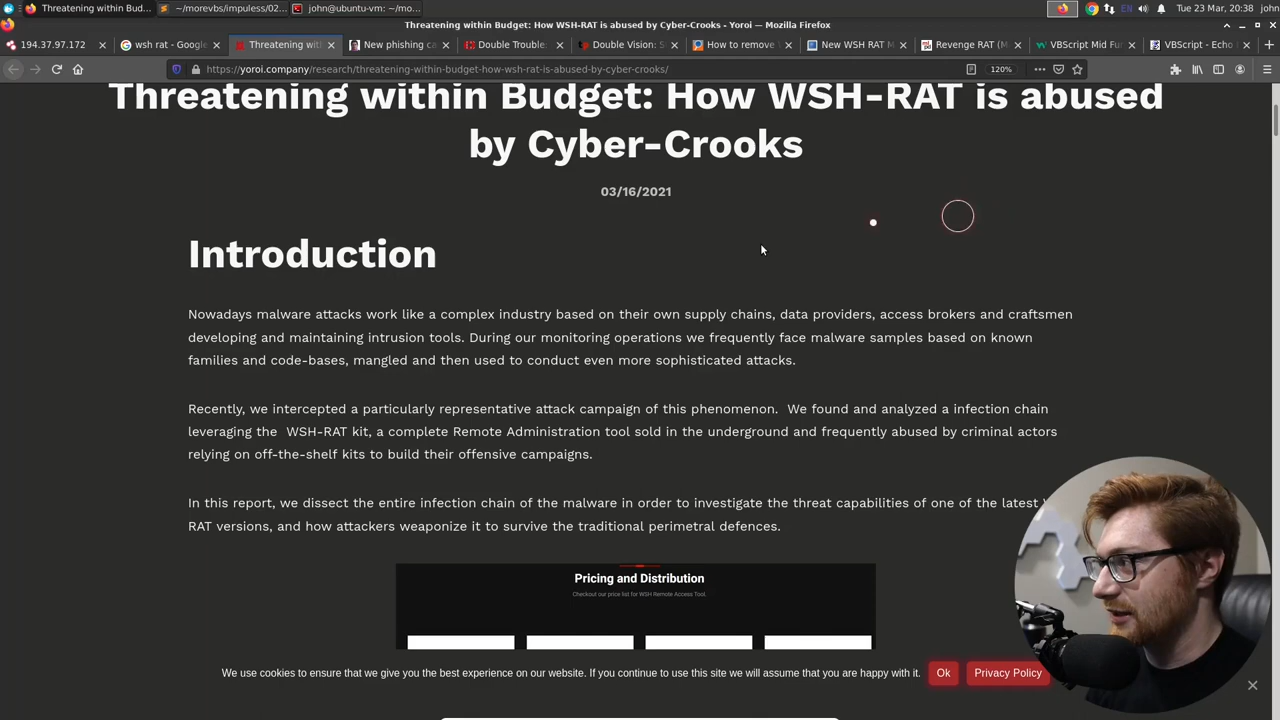 Threatening within Bud...
~/morevbs/impuless/02...
john@ubuntu-vm: ~/mo...
EN
Tue 23 Mar, 20:38
john
Threatening within Budget: How WSH-RAT is abused by Cyber-Crooks - Yoroi — Mozilla Firefox
194.37.97.172
wsh rat - Google
Threatening with
New phishing ca
Double Trouble:
Double Vision: S
How to remove
New WSH RAT M
Revenge RAT (M
VBScript Mid Fu
VBScript - Echo
https://yoroi.company/research/threatening-within-budget-how-wsh-rat-is-abused-by-cyber-crooks/
120%
Threatening within Budget: How WSH-RAT is abused
by Cyber-Crooks
03/16/2021
Introduction
Nowadays malware attacks work like a complex industry based on their own supply chains, data providers, access brokers and craftsmen
developing and maintaining intrusion tools. During our monitoring operations we frequently face malware samples based on known
families and code-bases, mangled and then used to conduct even more sophisticated attacks.
Recently, we intercepted a particularly representative attack campaign of this phenomenon.  We found and analyzed a infection chain
leveraging the  WSH-RAT kit, a complete Remote Administration tool sold in the underground and frequently abused by criminal actors
relying on off-the-shelf kits to build their offensive campaigns.
In this report, we dissect the entire infection chain of the malware in order to investigate the threat capabilities of one of the latest
RAT versions, and how attackers weaponize it to survive the traditional perimetral defences.
Pricing and Distribution
Checkout our price list for WSH Remote Access Tool.
We use cookies to ensure that we give you the best experience on our website. If you continue to use this site we will assume that you are happy with it.
Ok
Privacy Policy